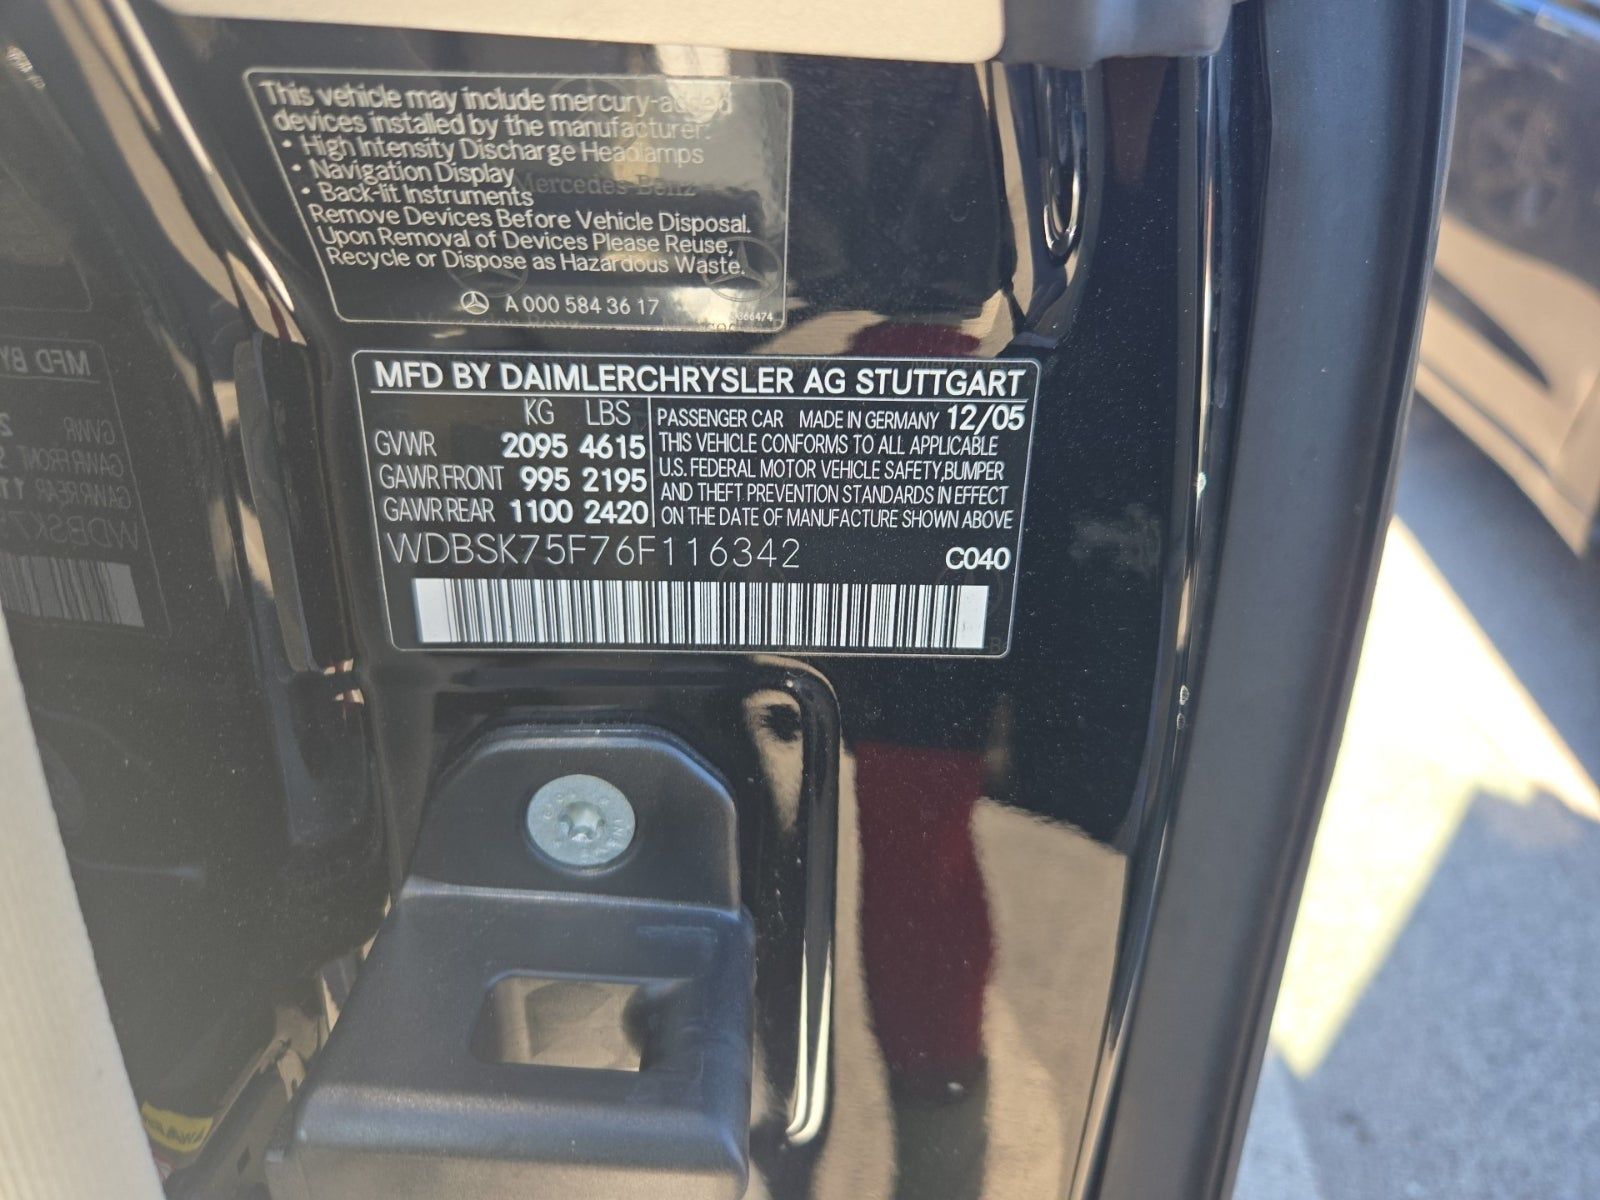 This vehicle may include mercury-added
devices installed by the manufacturer:
• High Intensity Discharge Headlamps
• Navigation Display
• Back-lit Instruments
Remove Devices Before Vehicle Disposal.
Upon Removal of Devices Please Reuse,
Recycle or Dispose as Hazardous Waste.
A 000 584 36 17
MFD BY DAIMLERCHRYSLER AG STUTTGART
KG LBS
GVWR 2095 4615
GAWR FRONT 995 2195
GAWR REAR 1100 2420
PASSENGER CAR MADE IN GERMANY 12/05
THIS VEHICLE CONFORMS TO ALL APPLICABLE
U.S. FEDERAL MOTOR VEHICLE SAFETY,BUMPER
AND THEFT PREVENTION STANDARDS IN EFFECT
ON THE DATE OF MANUFACTURE SHOWN ABOVE
WDBSK75F76F116342 C040